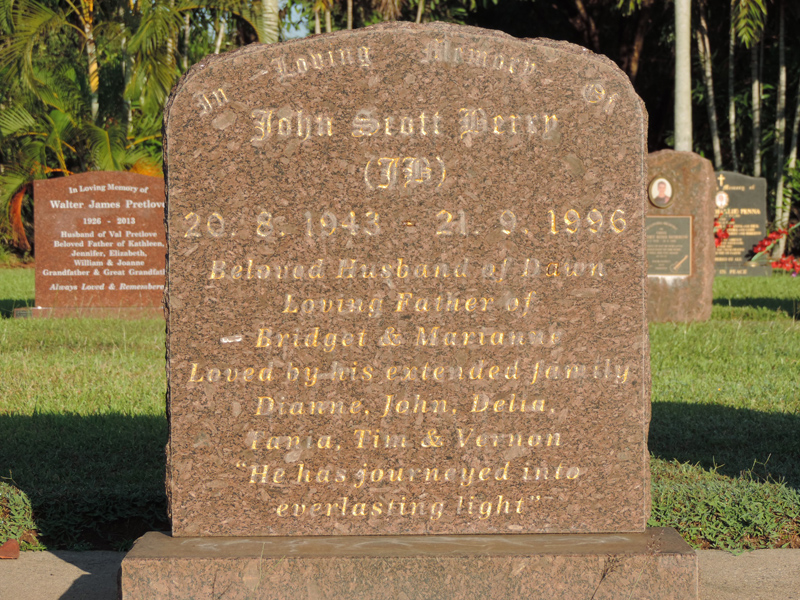 In Loving Memory Of
John Scott Berry
(JB)
20. 8. 1943 - 21. 9. 1996
Beloved Husband of Dawn
Loving Father of
Bridget & Marianne
Loved by his extended family
Dianne, John, Delia,
Tania, Tim & Vernon
"He has journeyed into
everlasting light"
In Loving Memory of
Walter James Pretlove
1926 - 2013
Husband of Val Pretlove
Beloved Father of Kathleen,
Jennifer, Elizabeth,
William & Joanne
Grandfather & Great Grandfath
Always Loved & Remembere